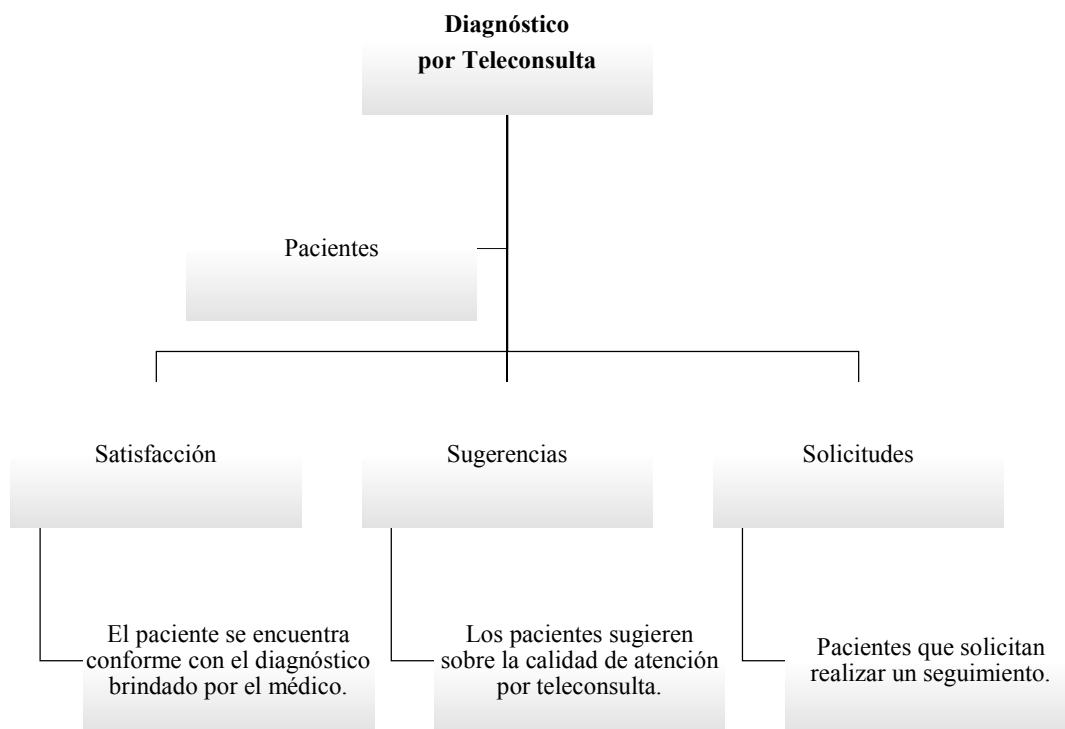 Diagnóstico
por Teleconsulta
Pacientes
Satisfacción
Sugerencias
Solicitudes
El paciente se encuentra
conforme con el diagnóstico
brindado por el médico.
Los pacientes sugieren
sobre la calidad de atención
por teleconsulta.
Pacientes que solicitan
realizar un seguimiento.